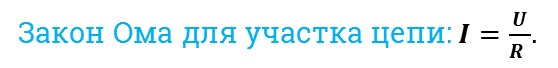 Закон Ома для участка цепи: I = U/R.